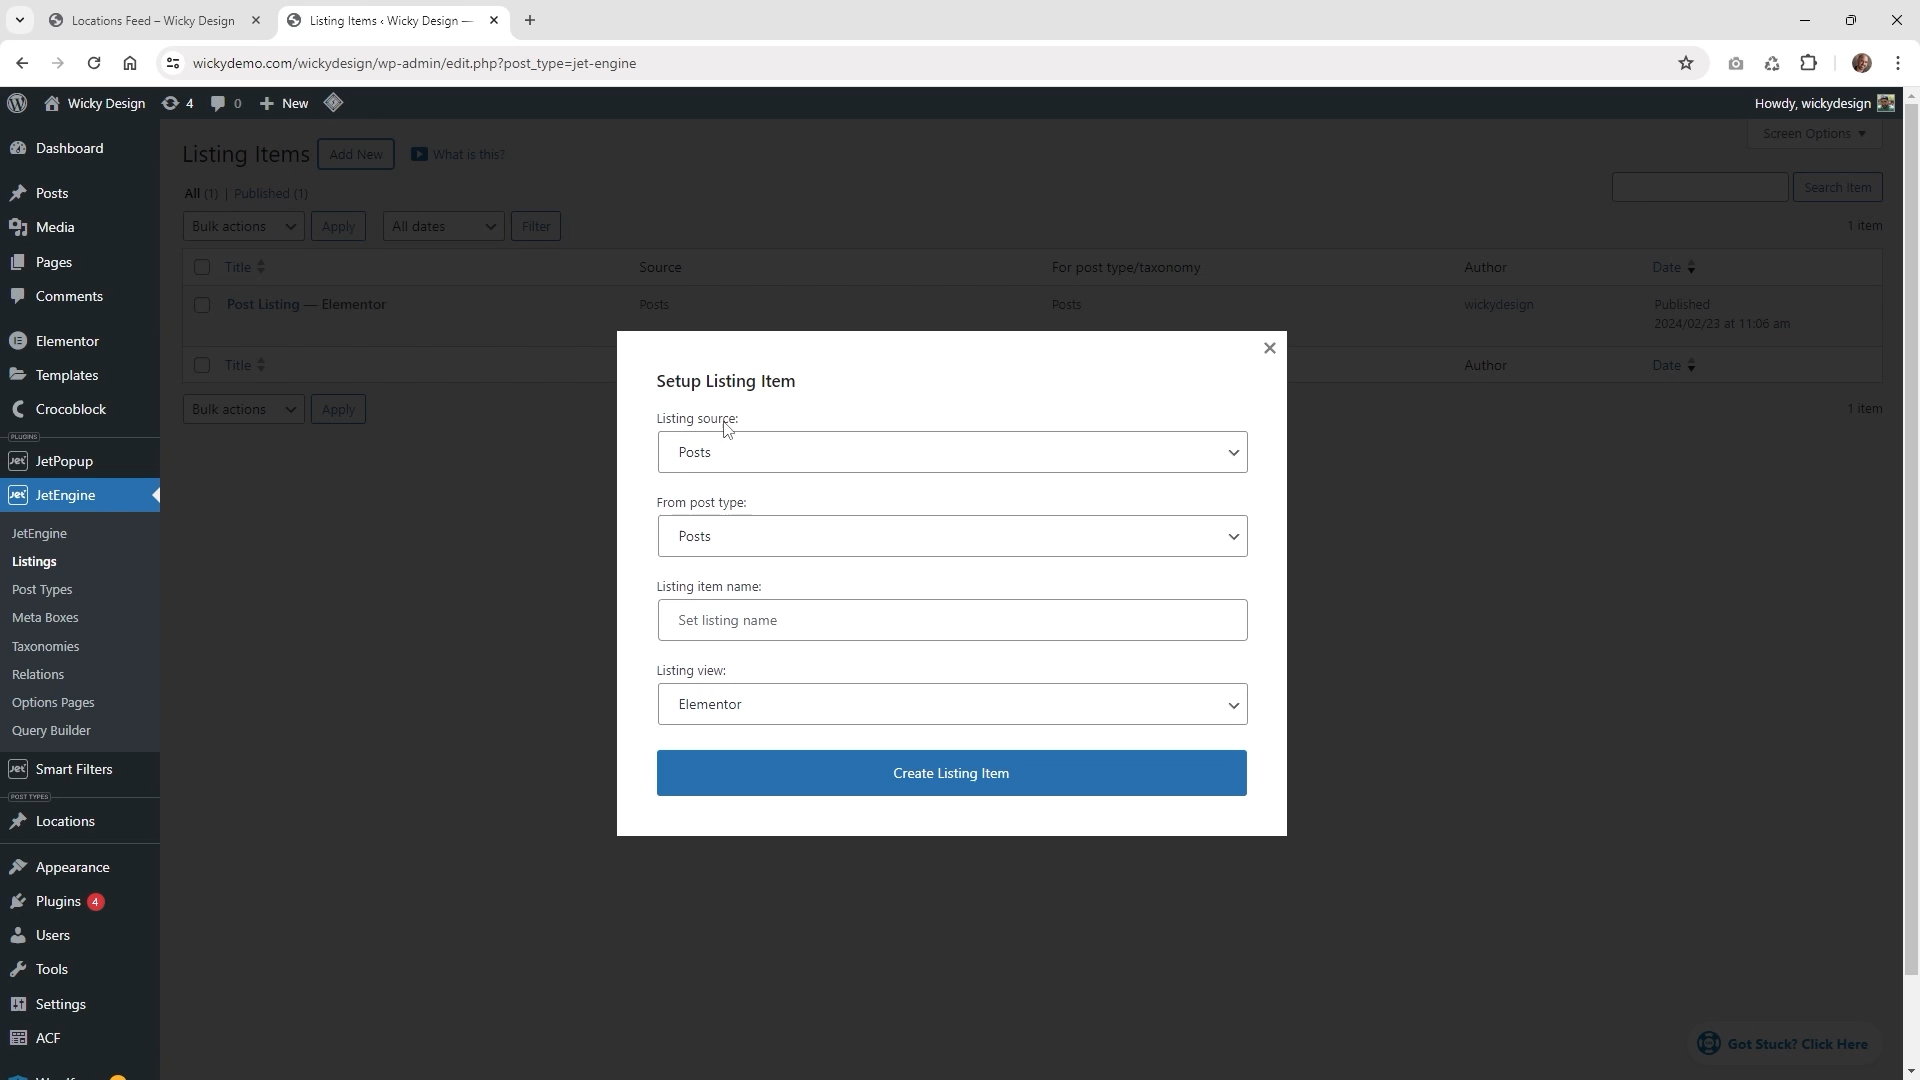 Locations Feed – Wicky Design
Listing Items ‹ Wicky Design —
wickydemo.com/wickydesign/wp-admin/edit.php?post_type=jet-engine
Wicky Design
4
0
New
Howdy, wickydesign
Screen Options
Dashboard
Posts
Media
Pages
Comments
Elementor
Templates
Crocoblock
PLUGINS
Jet JetPopup
Jet JetEngine
JetEngine
Listings
Post Types
Meta Boxes
Taxonomies
Relations
Options Pages
Query Builder
Jet Smart Filters
POST TYPES
Locations
Appearance
Plugins 4
Users
Tools
Settings
ACF
Listing Items
Add New
What is this?
All (1) | Published (1)
Search Item
Bulk actions
Apply
All dates
Filter
1 item
Title
Source
For post type/taxonomy
Author
Date
Post Listing — Elementor
Posts
Posts
wickydesign
Published
2024/02/23 at 11:06 am
Title
Author
Date
Bulk actions
Apply
1 item
Setup Listing Item
Listing source:
Posts
From post type:
Posts
Listing item name:
Set listing name
Listing view:
Elementor
Create Listing Item
Got Stuck? Click Here